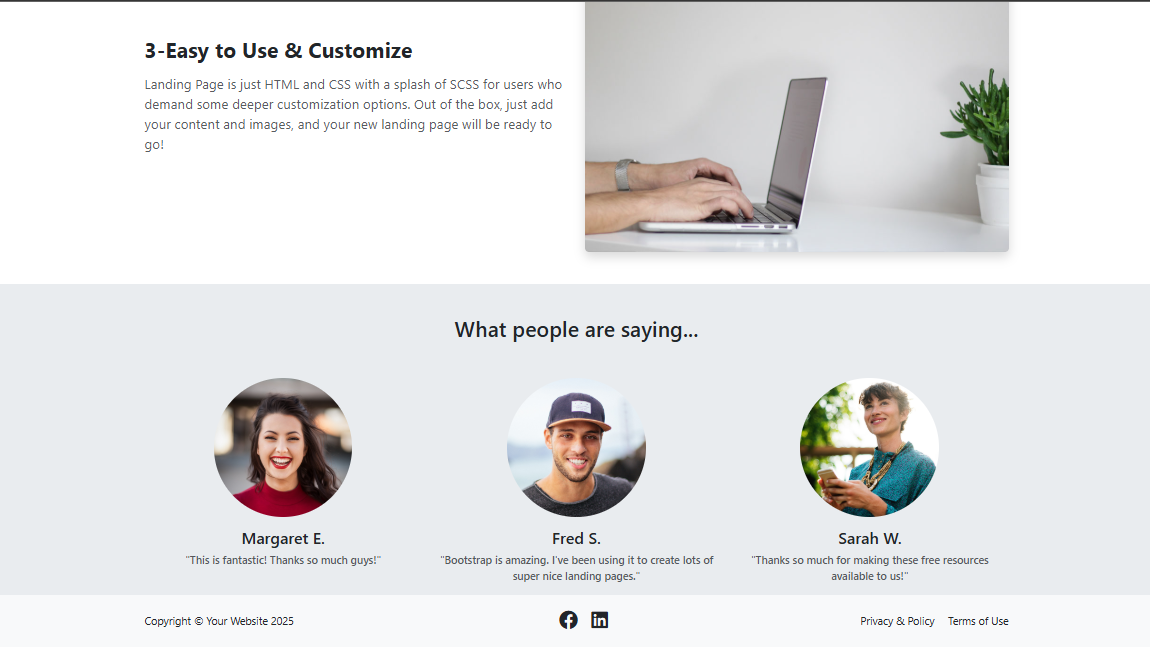 3-Easy to Use & Customize
Landing Page is just HTML and CSS with a splash of SCSS for users who
demand some deeper customization options. Out of the box, just add
your content and images, and your new landing page will be ready to
go!
What people are saying...
Margaret E.
"This is fantastic! Thanks so much guys!"
Fred S.
"Bootstrap is amazing. I've been using it to create lots of
super nice landing pages."
Sarah W.
"Thanks so much for making these free resources
available to us!"
Copyright © Your Website 2025
Privacy & Policy Terms of Use